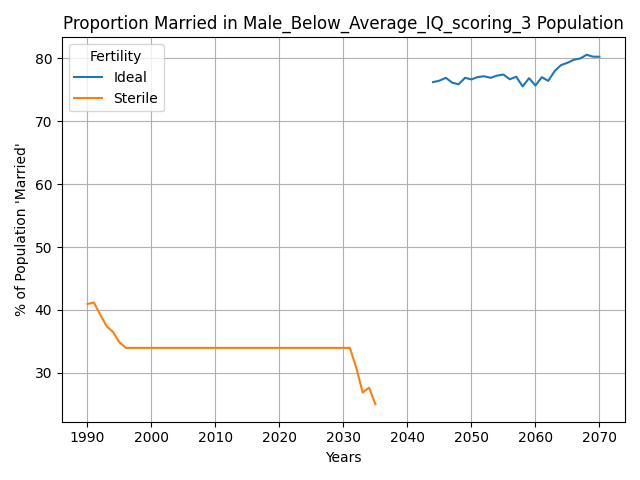 Proportion Married in Male_Below_Average_IQ_scoring_3 Population
Fertility
Ideal
Sterile
% of Population 'Married'
80
70
60
50
40
30
1990 2000 2010 2020 2030 2040 2050 2060 2070
Years